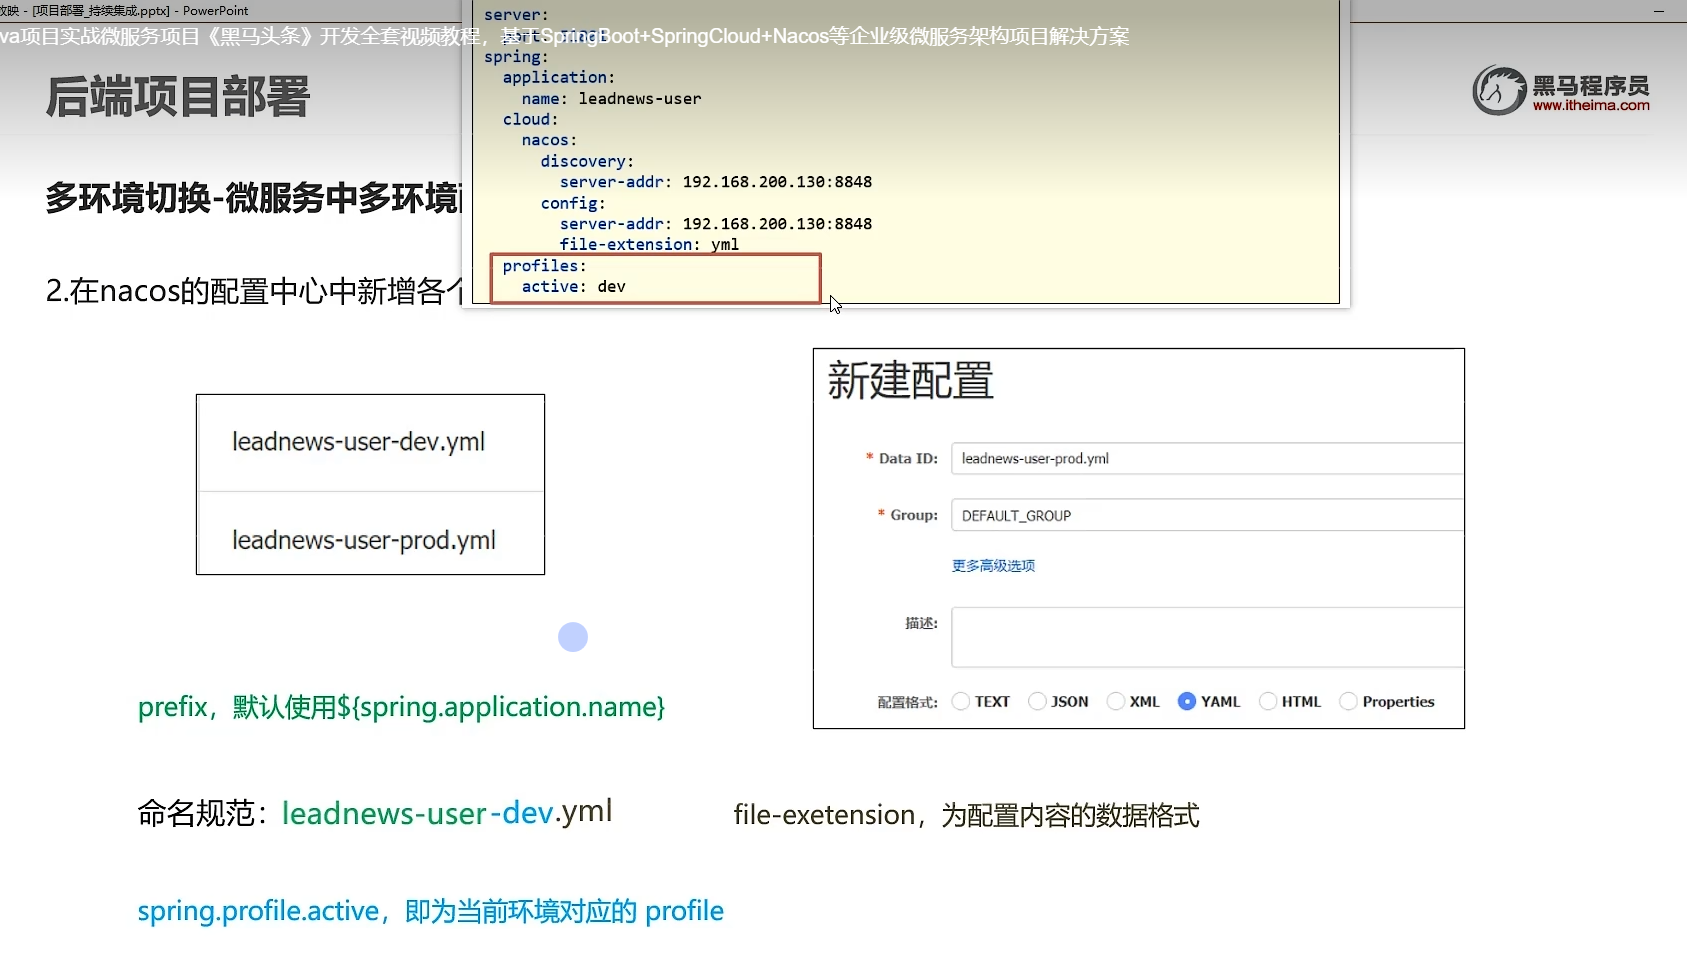 放映 - [项目部署_持续集成.pptx] - PowerPoint
va项目实战微服务项目《黑马头条》开发全套视频教程，基于SpringBoot+SpringCloud+Nacos等企业级微服务架构项目解决方案
后端项目部署
黑马程序员
www.itheima.com
server:
spring:
application:
name: leadnews-user
cloud:
nacos:
discovery:
server-addr: 192.168.200.130:8848
config:
server-addr: 192.168.200.130:8848
file-extension: yml
profiles:
active: dev
多环境切换-微服务中多环境
2.在nacos的配置中心中新增各个
leadnews-user-dev.yml
leadnews-user-prod.yml
新建配置
* Data ID: leadnews-user-prod.yml
* Group: DEFAULT_GROUP
更多高级选项
描述:
配置格式: TEXT JSON XML YAML HTML Properties
prefix，默认使用${spring.application.name}
命名规范：leadnews-user-dev.yml
file-exetension，为配置内容的数据格式
spring.profile.active，即为当前环境对应的 profile